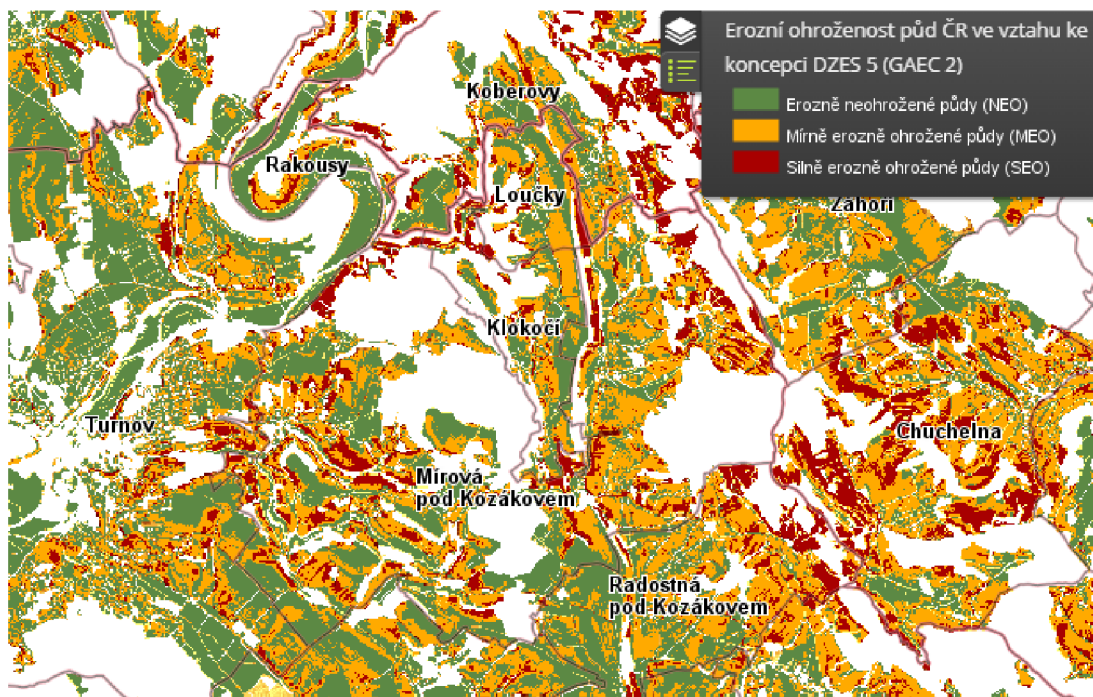 Erozní ohroženost půd ČR ve vztahu ke
koncepci DZES 5 (GAEC 2)
Erozně neohrožené půdy (NEO)
Mírně erozně ohrožené půdy (MEO)
Silně erozně ohrožené půdy (SEO)
Koberovy
Rakousy
Loučky
Záhoří
Klokočí
Turnov
Chuchelna
Mírová
pod Kozákovem
Radostná
pod Kozákovem